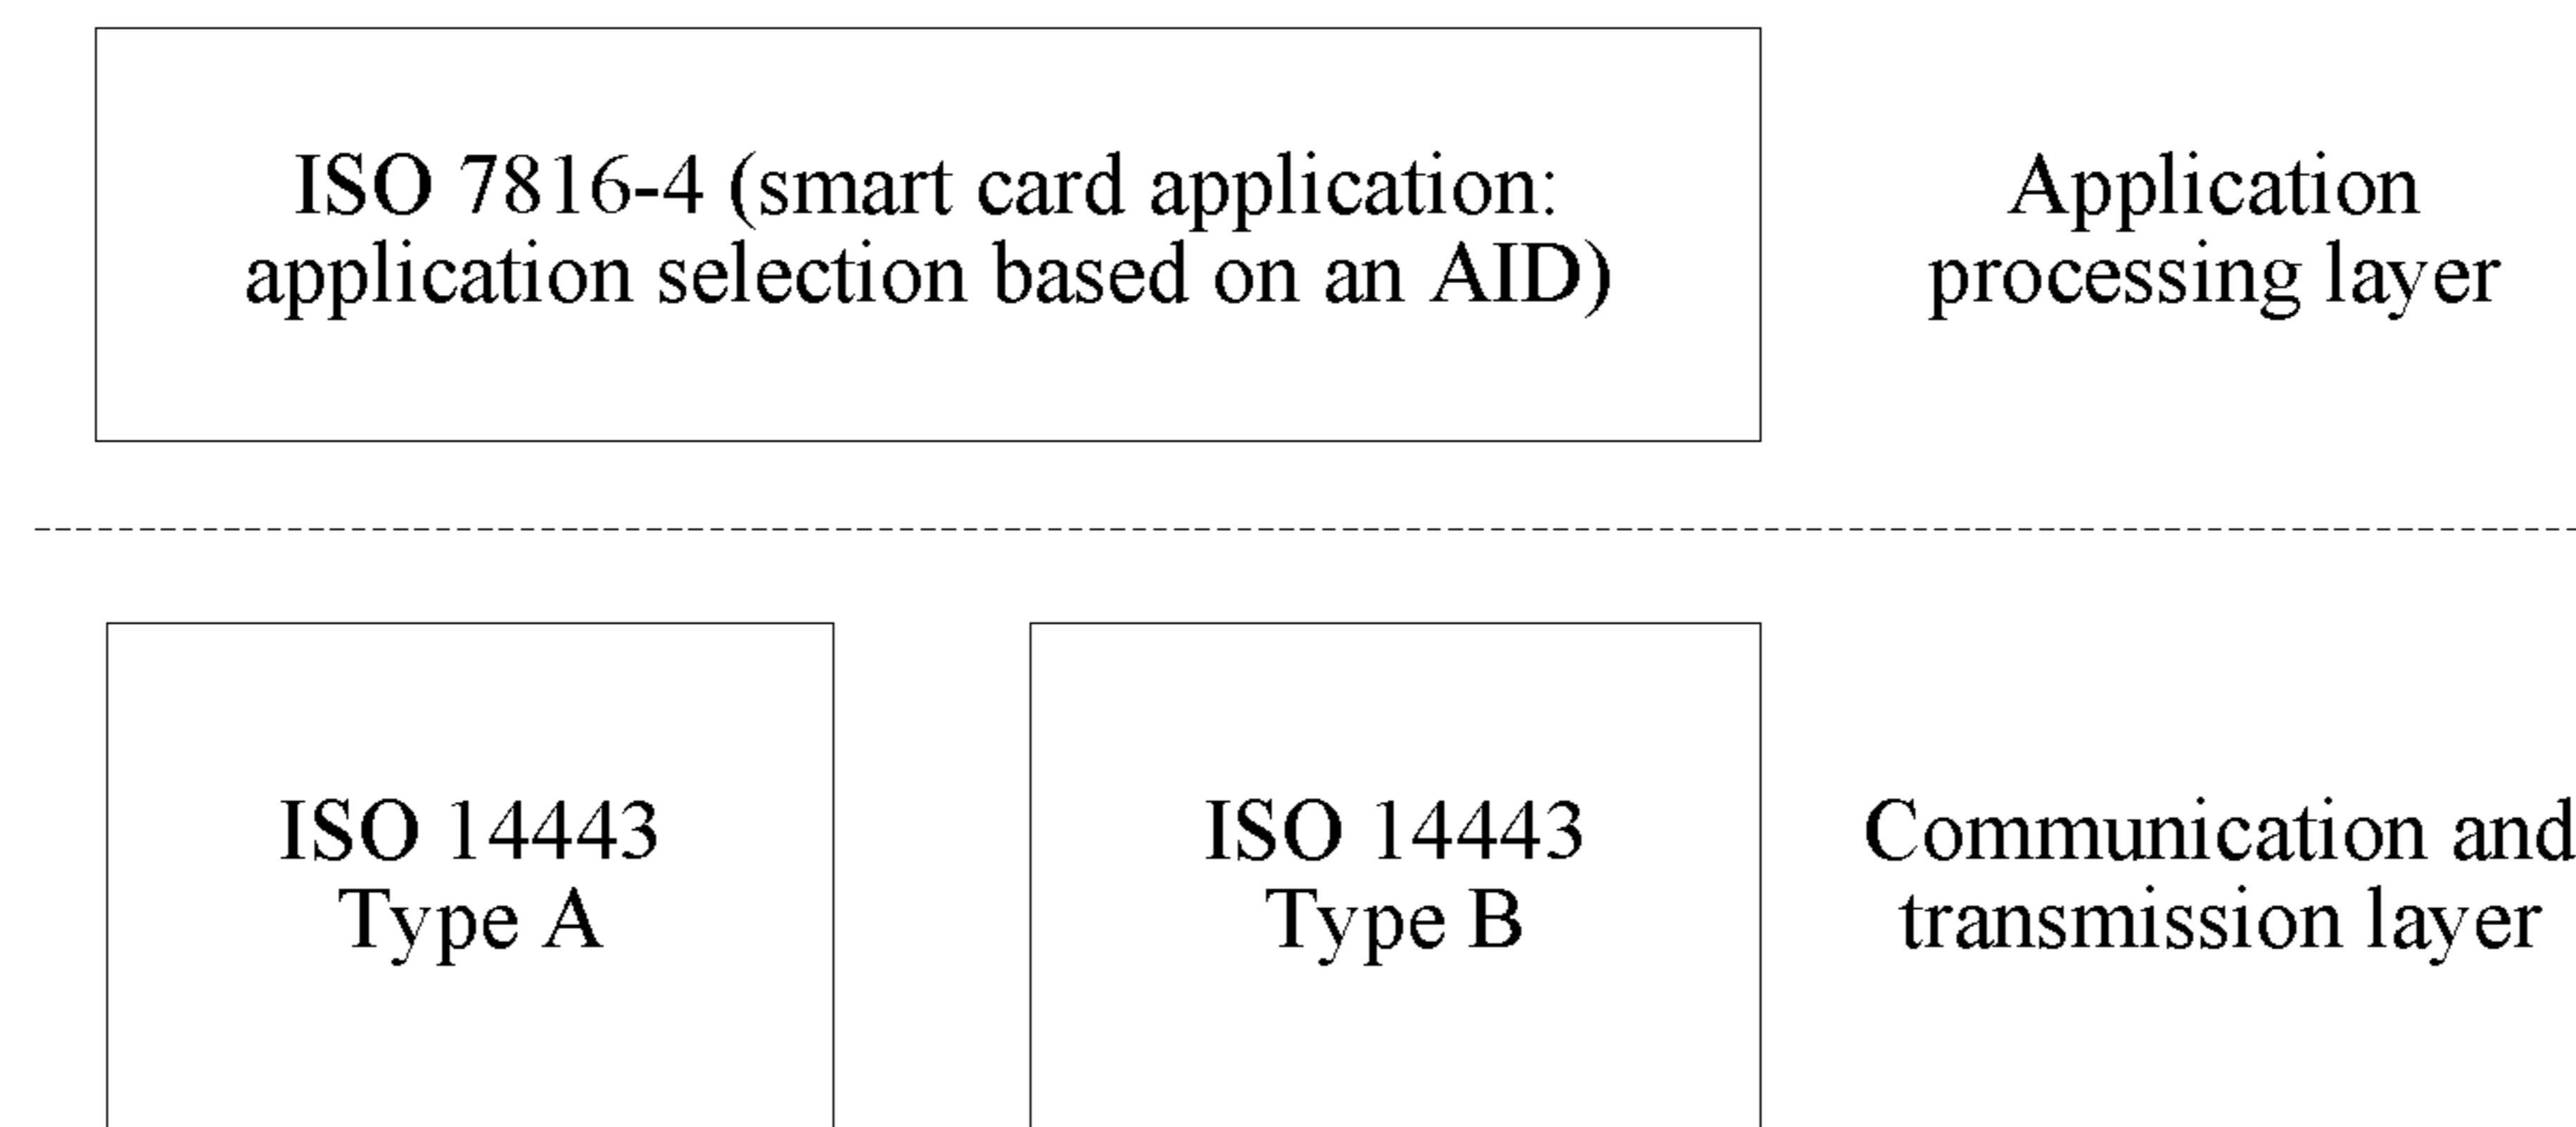 ISO 7816-4 (smart card application:
application selection based on an AID)
Application
processing layer
ISO 14443
Type A
ISO 14443
Type B
Communication and
transmission layer